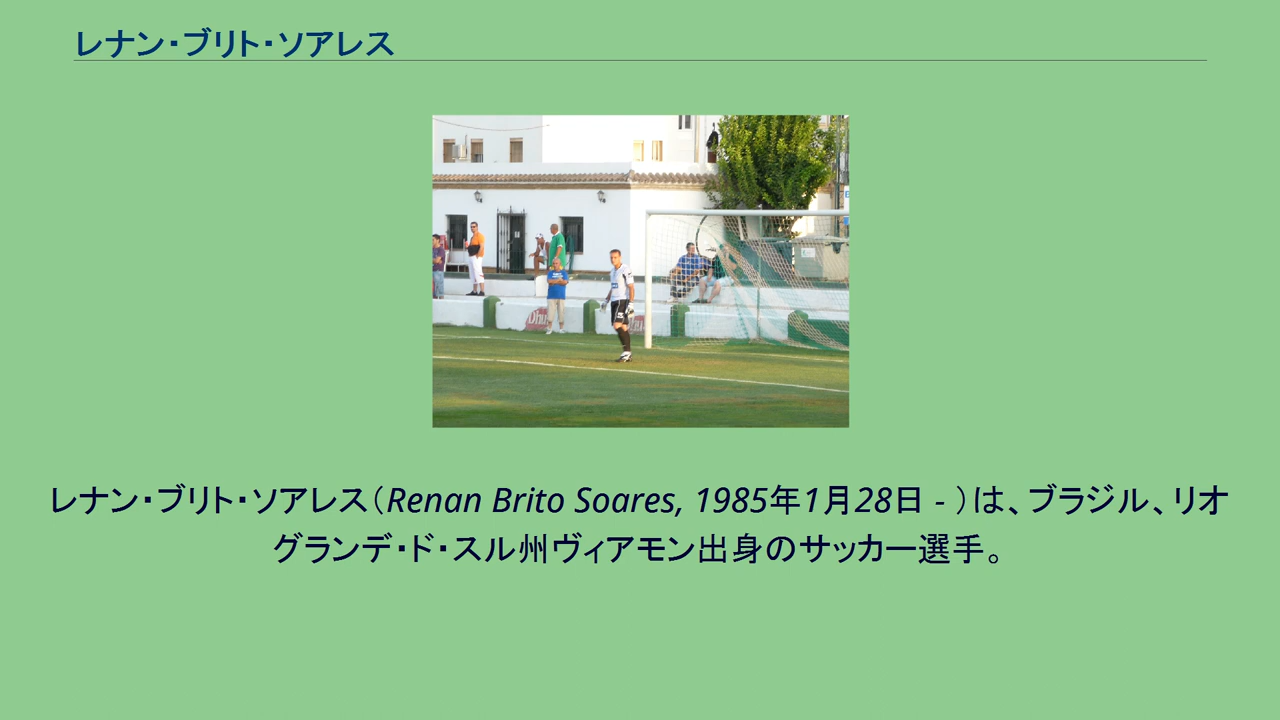 レナン・ブリト・ソアレス
レナン・ブリト・ソアレス（Renan Brito Soares, 1985年1月28日 - ）は、ブラジル、リオ
グランデ・ド・スル州ヴィアモン出身のサッカー選手。